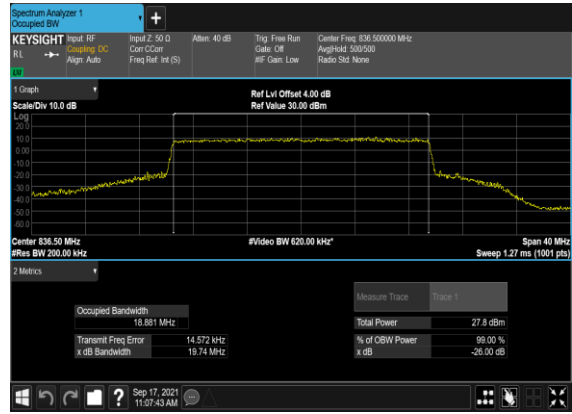 Spectrum Analyzer 1
Occupied BW
+
KEYSIGHT Input: RF Input Z: 50 Ω Atten: 40 dB Trig: Free Run Center Freq: 836.500000 MHz
RL Coupling: DC Corr CCorr Gate: Off Avg|Hold: 500/500
Align: Auto Freq Ref: Int (S) #IF Gain: Low Radio Std: None
LW
1 Graph
Ref Lvl Offset 4.00 dB
Scale/Div 10.0 dB Ref Value 30.00 dBm
Log
20.0
10.0
0.00
-10.0
-20.0
-30.0
-40.0
-50.0
-60.0
Center 836.50 MHz #Video BW 620.00 kHz* Span 40 MHz
#Res BW 200.00 kHz Sweep 1.27 ms (1001 pts)
2 Metrics
Measure Trace Trace 1
Occupied Bandwidth
18.881 MHz Total Power 27.8 dBm
Transmit Freq Error 14.572 kHz % of OBW Power 99.00 %
x dB Bandwidth 19.74 MHz x dB -26.00 dB
? Sep 17, 2021
11:07:43 AM